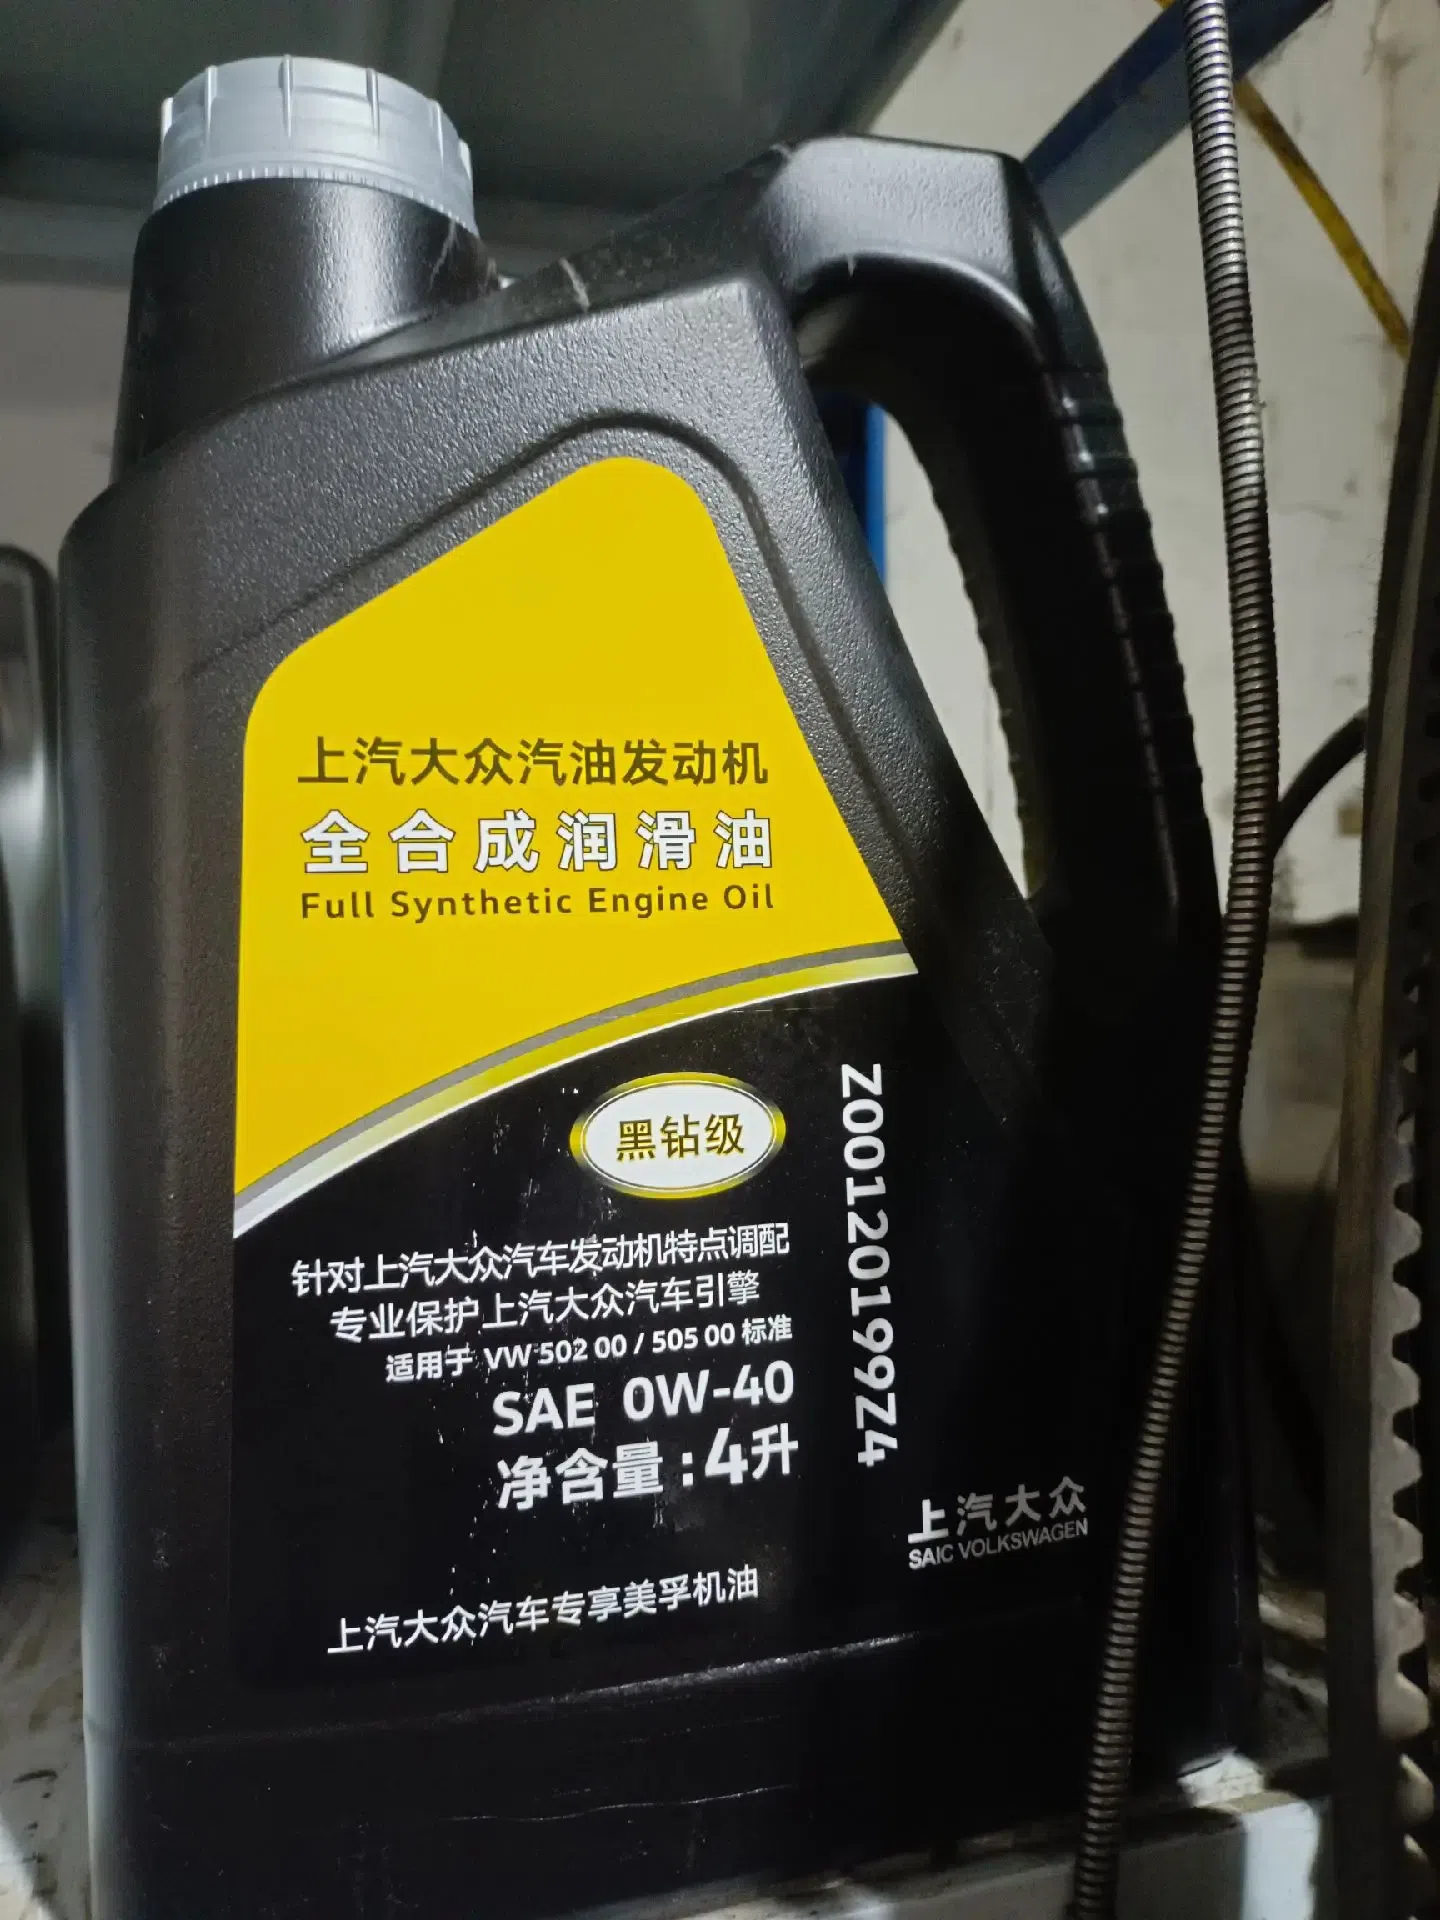 上汽大众汽油发动机
全合成润滑油
Full Synthetic Engine Oil
黑钻级
针对上汽大众汽车发动机特点调配
专业保护上汽大众汽车引擎
适用于 VW 502 00 / 505 00 标准
SAE 0W-40
净含量:4升
Z00120199Z4
上汽大众
SAIC VOLKSWAGEN
上汽大众汽车专享美孚机油